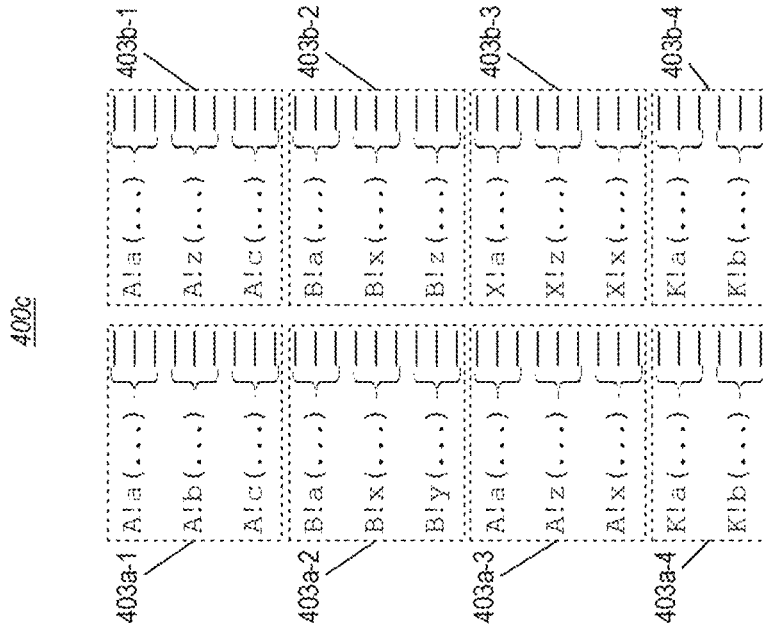 400c
403a-1
A!a(...)
A!b(...)
A!c(...)
403a-2
B!a(...)
B!x(...)
B!y(...)
403a-3
A!a(...)
A!z(...)
A!x(...)
403a-4
K!a(...)
K!b(...)
403b-1
A!a(...)
A!z(...)
A!c(...)
403b-2
B!a(...)
B!x(...)
B!z(...)
403b-3
X!a(...)
X!z(...)
X!x(...)
403b-4
K!a(...)
K!b(...)